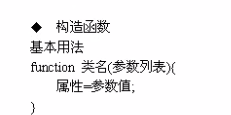 ◆ 构造函数
基本用法
function 类名(参数列表){
属性=参数值;
}